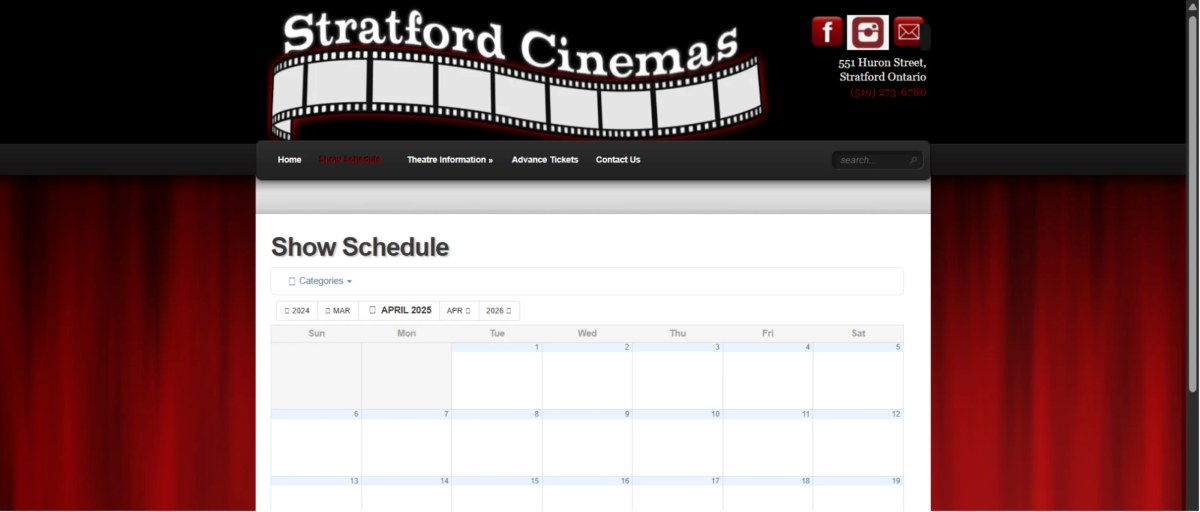 Stratford Cinemas
551 Huron Street,
Stratford Ontario
(519) 273-6780
Home Show Schedule Theatre Information » Advance Tickets Contact Us search...
Show Schedule
Categories
2024 MAR APRIL 2025 APR 2026
Sun Mon Tue Wed Thu Fri Sat
1 2 3 4 5
6 7 8 9 10 11 12
13 14 15 16 17 18 19